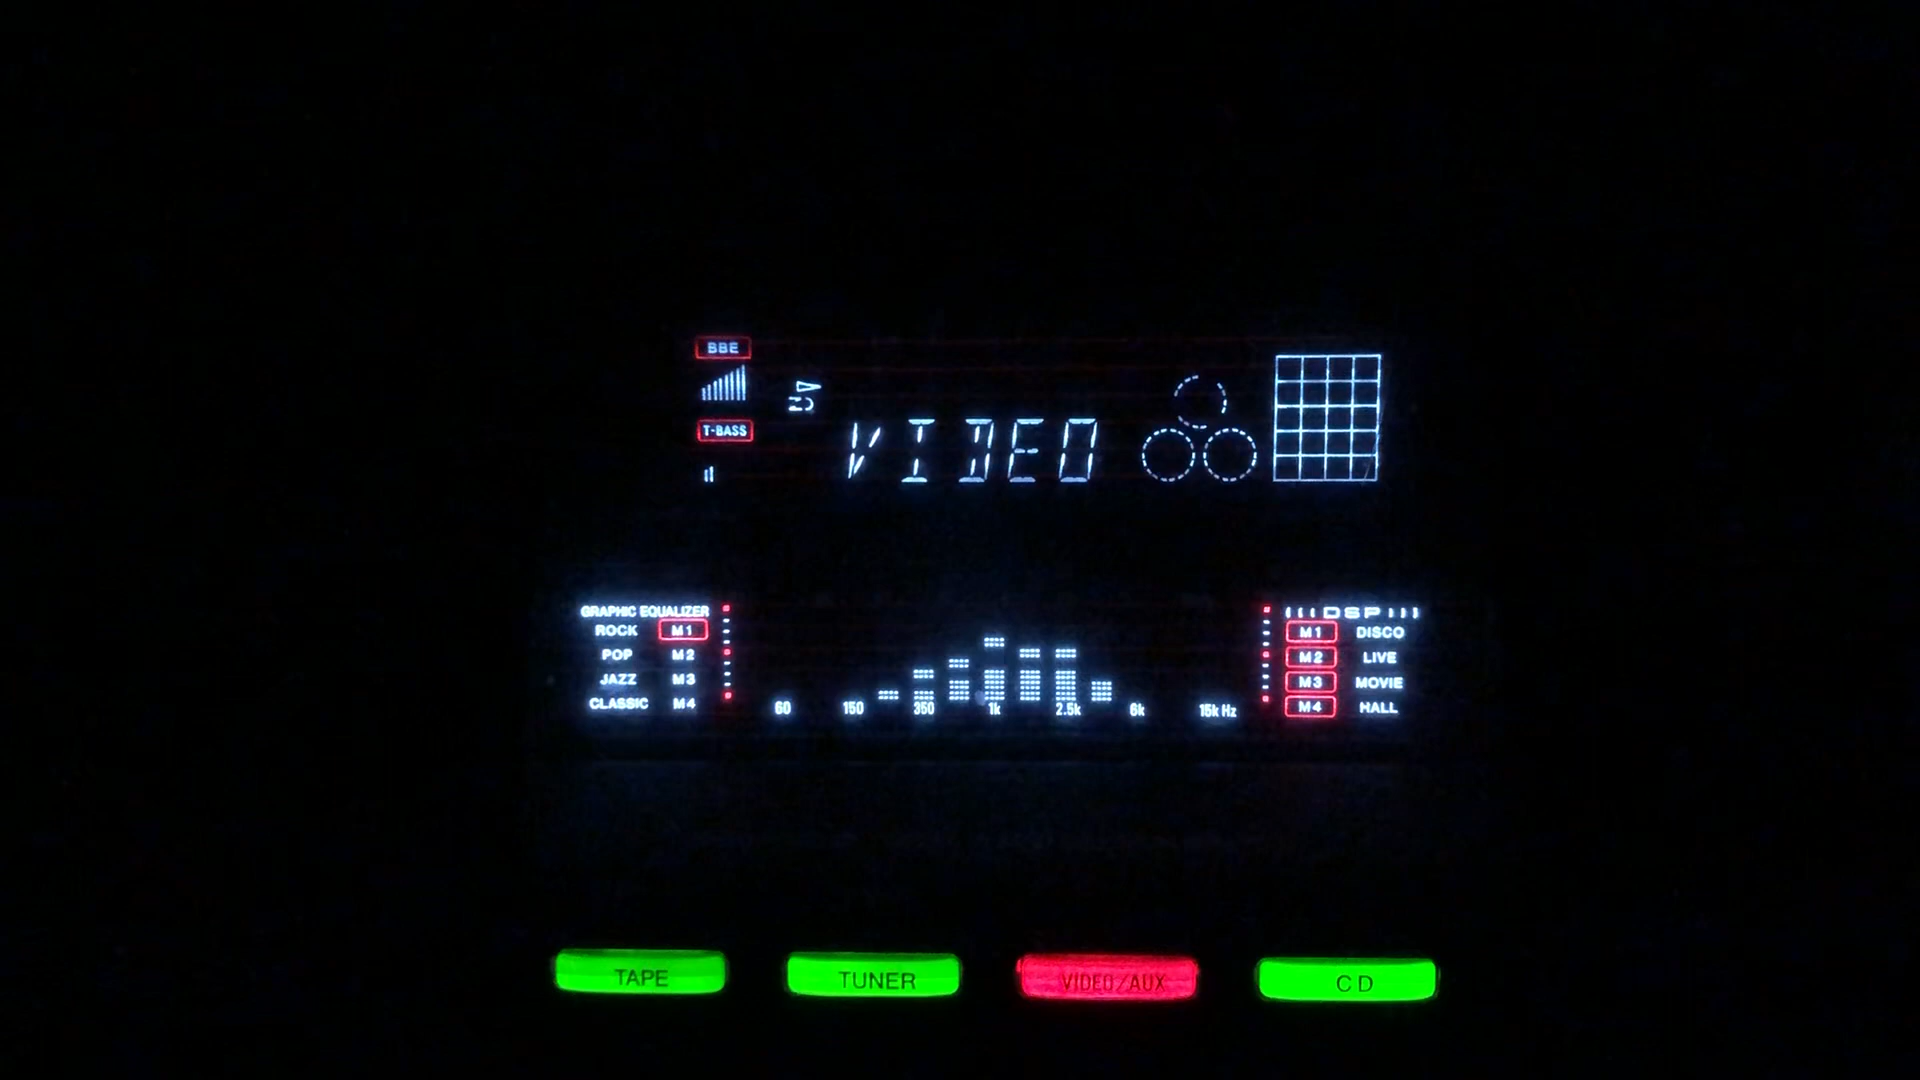 BBE
T-BASS
VIDEO
GRAPHIC EQUALIZER
ROCK M1
POP M2
JAZZ M3
CLASSIC M4
60 150 350 1k 2.5k 6k 15k Hz
DSP
M1 DISCO
M2 LIVE
M3 MOVIE
M4 HALL
TAPE TUNER VIDEO/AUX CD